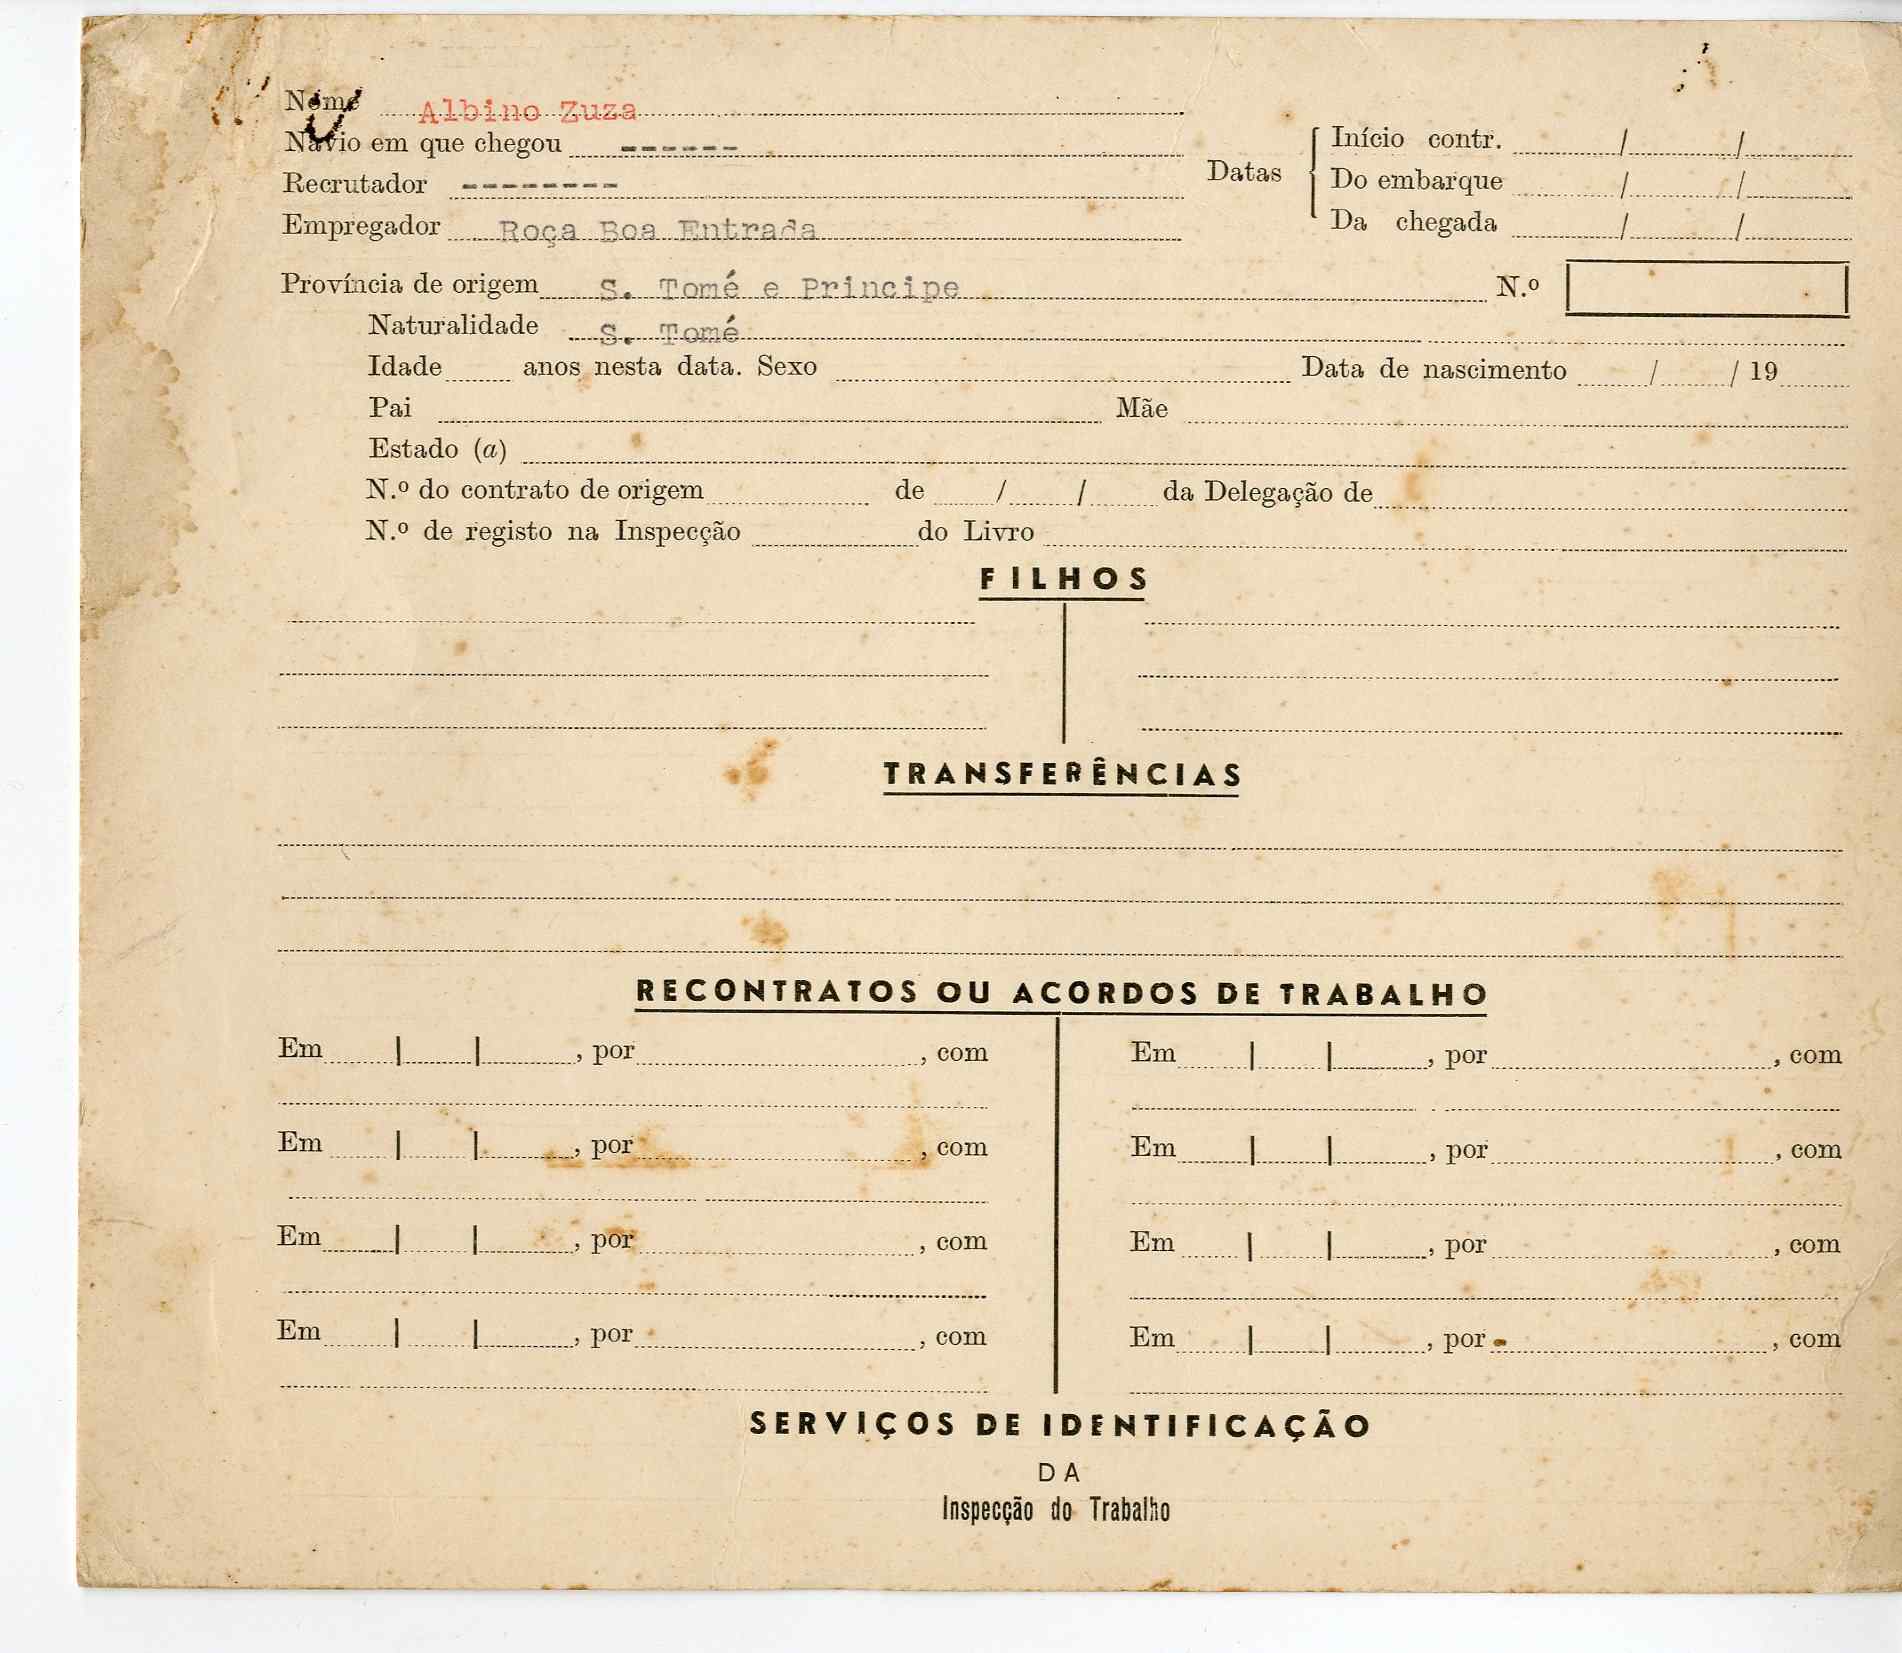 Nome Albino Zuza
Navio em que chegou ------
Recrutador --------
Empregador Roça Boa Entrada
Datas
Início contr. / /
Do embarque / /
Da chegada / /
Província de origem S. Tomé e Principe N.º
Naturalidade S. Tomé
Idade anos nesta data. Sexo Data de nascimento / / 19
Pai Mãe
Estado (a)
N.º do contrato de origem de / / da Delegação de
N.º de registo na Inspecção do Livro
FILHOS
TRANSFERÊNCIAS
RECONTRATOS OU ACORDOS DE TRABALHO
Em | | , por , com
Em | | , por , com
Em | | , por , com
Em | | , por , com
Em | | , por , com
Em | | , por , com
Em | | , por , com
Em | | , por , com
SERVIÇOS DE IDENTIFICAÇÃO
DA
Inspecção do Trabalho